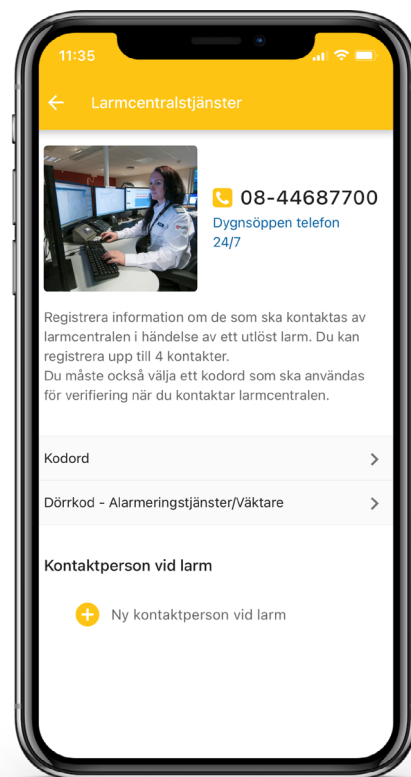 11:35
Larmcentralstjänster
08-44687700
Dygnsöppen telefon
24/7
Registrera information om de som ska kontaktas av
larmcentralen i händelse av ett utlöst larm. Du kan
registrera upp till 4 kontakter.
Du måste också välja ett kodord som ska användas
för verifiering när du kontaktar larmcentralen.
Kodord
Dörrkod - Alarmeringstjänster/Väktare
Kontaktperson vid larm
Ny kontaktperson vid larm